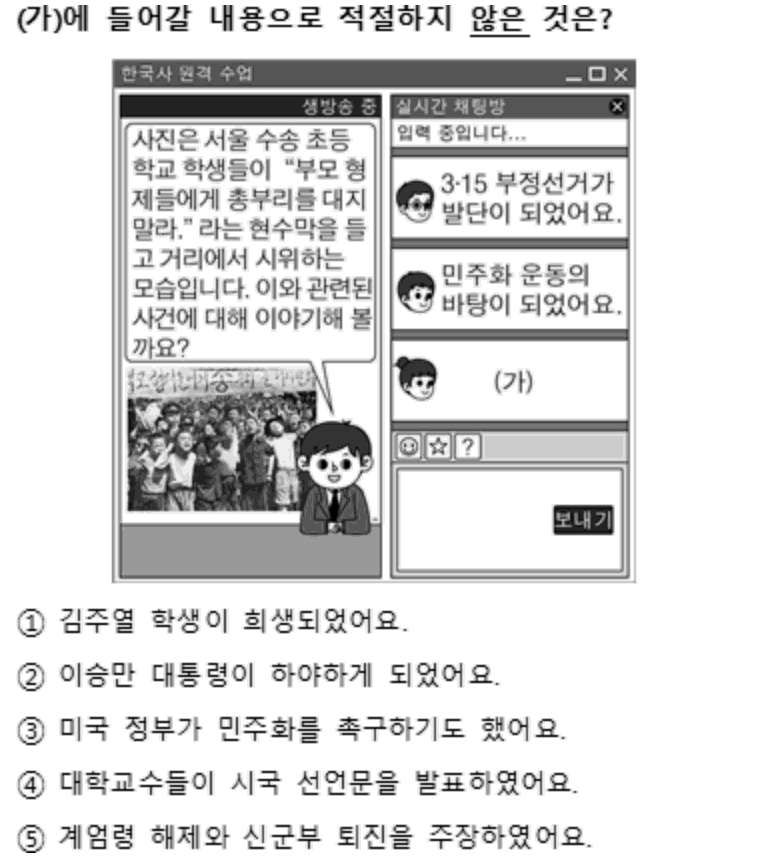 (가)에 들어갈 내용으로 적절하지 않은 것은?
한국사 원격 수업
생방송 중
사진은 서울 수송 초등
학교 학생들이 “부모 형
제들에게 총부리를 대지
말라.” 라는 현수막을 들
고 거리에서 시위하는
모습입니다. 이와 관련된
사건에 대해 이야기해 볼
까요?
실시간 채팅방
입력 중입니다...
3·15 부정선거가
발단이 되었어요.
민주화 운동의
바탕이 되었어요.
(가)
?
보내기
① 김주열 학생이 희생되었어요.
② 이승만 대통령이 하야하게 되었어요.
③ 미국 정부가 민주화를 촉구하기도 했어요.
④ 대학교수들이 시국 선언문을 발표하였어요.
⑤ 계엄령 해제와 신군부 퇴진을 주장하였어요.